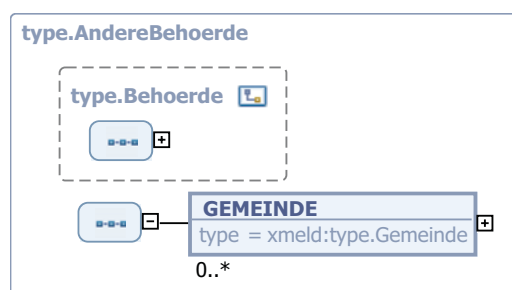 type.AndereBehoerde
type.Behoerde
GEMEINDE
type = xmeld:type.Gemeinde
0..*